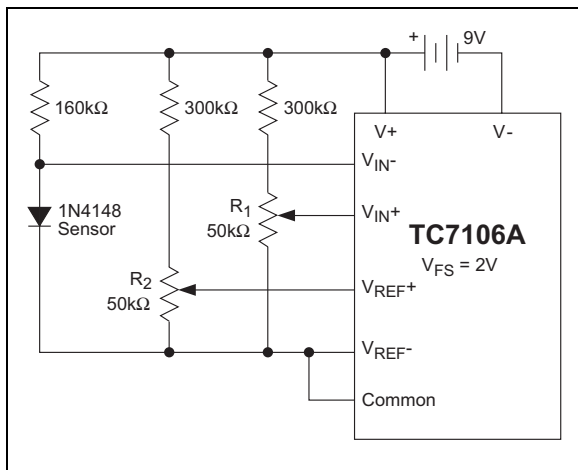 + 9V
160kΩ 300kΩ 300kΩ
V+ V-
VIN-
1N4148
Sensor
R1
50kΩ
VIN+
TC7106A
VFS = 2V
R2
50kΩ
VREF+
VREF-
Common